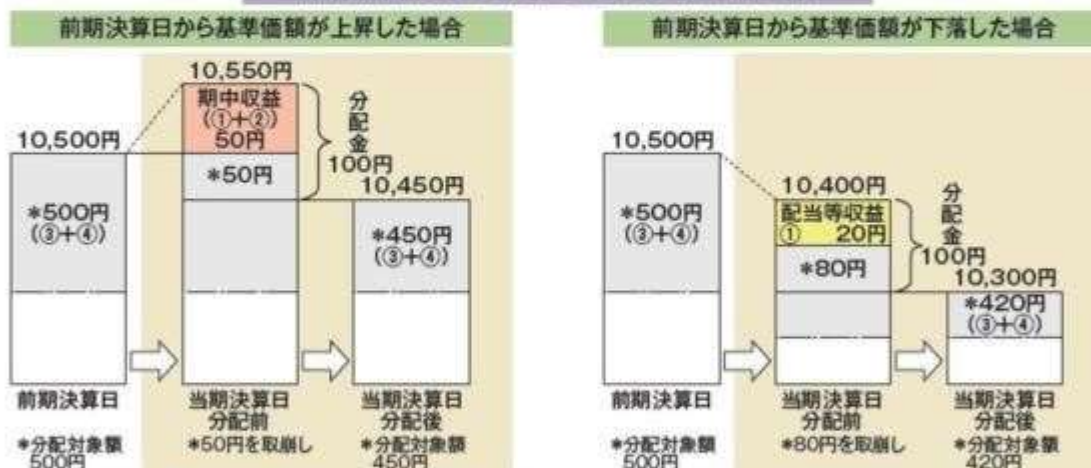 前期決算日から基準価額が上昇した場合
10,550円
期中収益
(①+②)
50円
分配金
100円
10,500円
*50円
10,450円
*500円
(③+④)
*450円
(③+④)
前期決算日
当期決算日
分配前
当期決算日
分配後
*分配対象額
500円
*50円を取崩し
*分配対象額
450円
前期決算日から基準価額が下落した場合
10,500円
10,400円
配当等収益
① 20円
分配金
100円
*500円
(③+④)
*80円
10,300円
*420円
(③+④)
前期決算日
当期決算日
分配前
当期決算日
分配後
*分配対象額
500円
*80円を取崩し
*分配対象額
420円